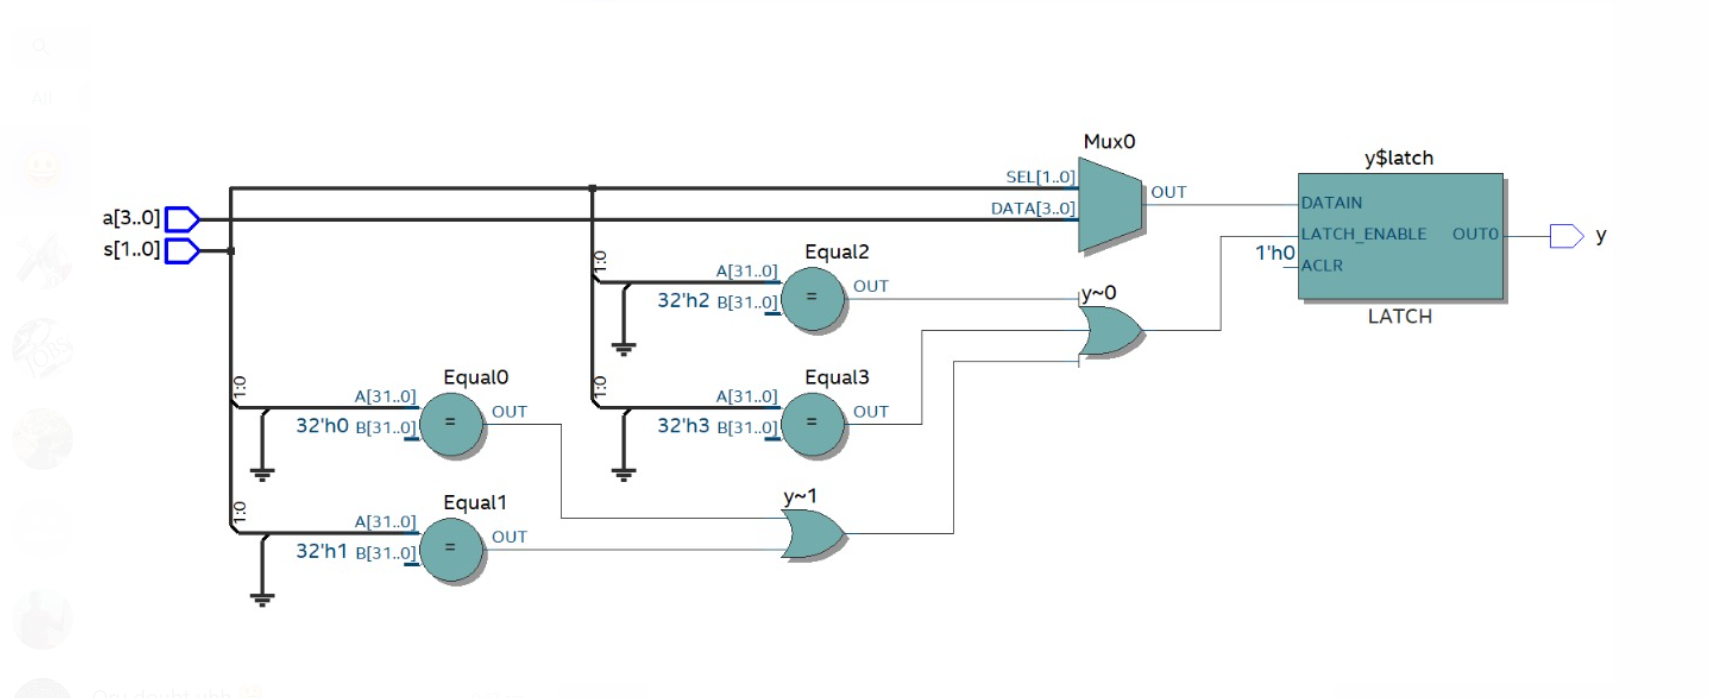 All
Mux0
y$latch
SEL[1..0]
OUT
a[3..0]
DATA[3..0]
DATAIN
s[1..0]
LATCH_ENABLE
OUT0
y
1'h0
ACLR
1:0
Equal2
A[31..0]
32'h2
B[31..0]
=
OUT
y~0
LATCH
1:0
Equal0
A[31..0]
32'h0
B[31..0]
=
OUT
1:0
Equal3
A[31..0]
32'h3
B[31..0]
=
OUT
1:0
Equal1
A[31..0]
32'h1
B[31..0]
=
OUT
y~1